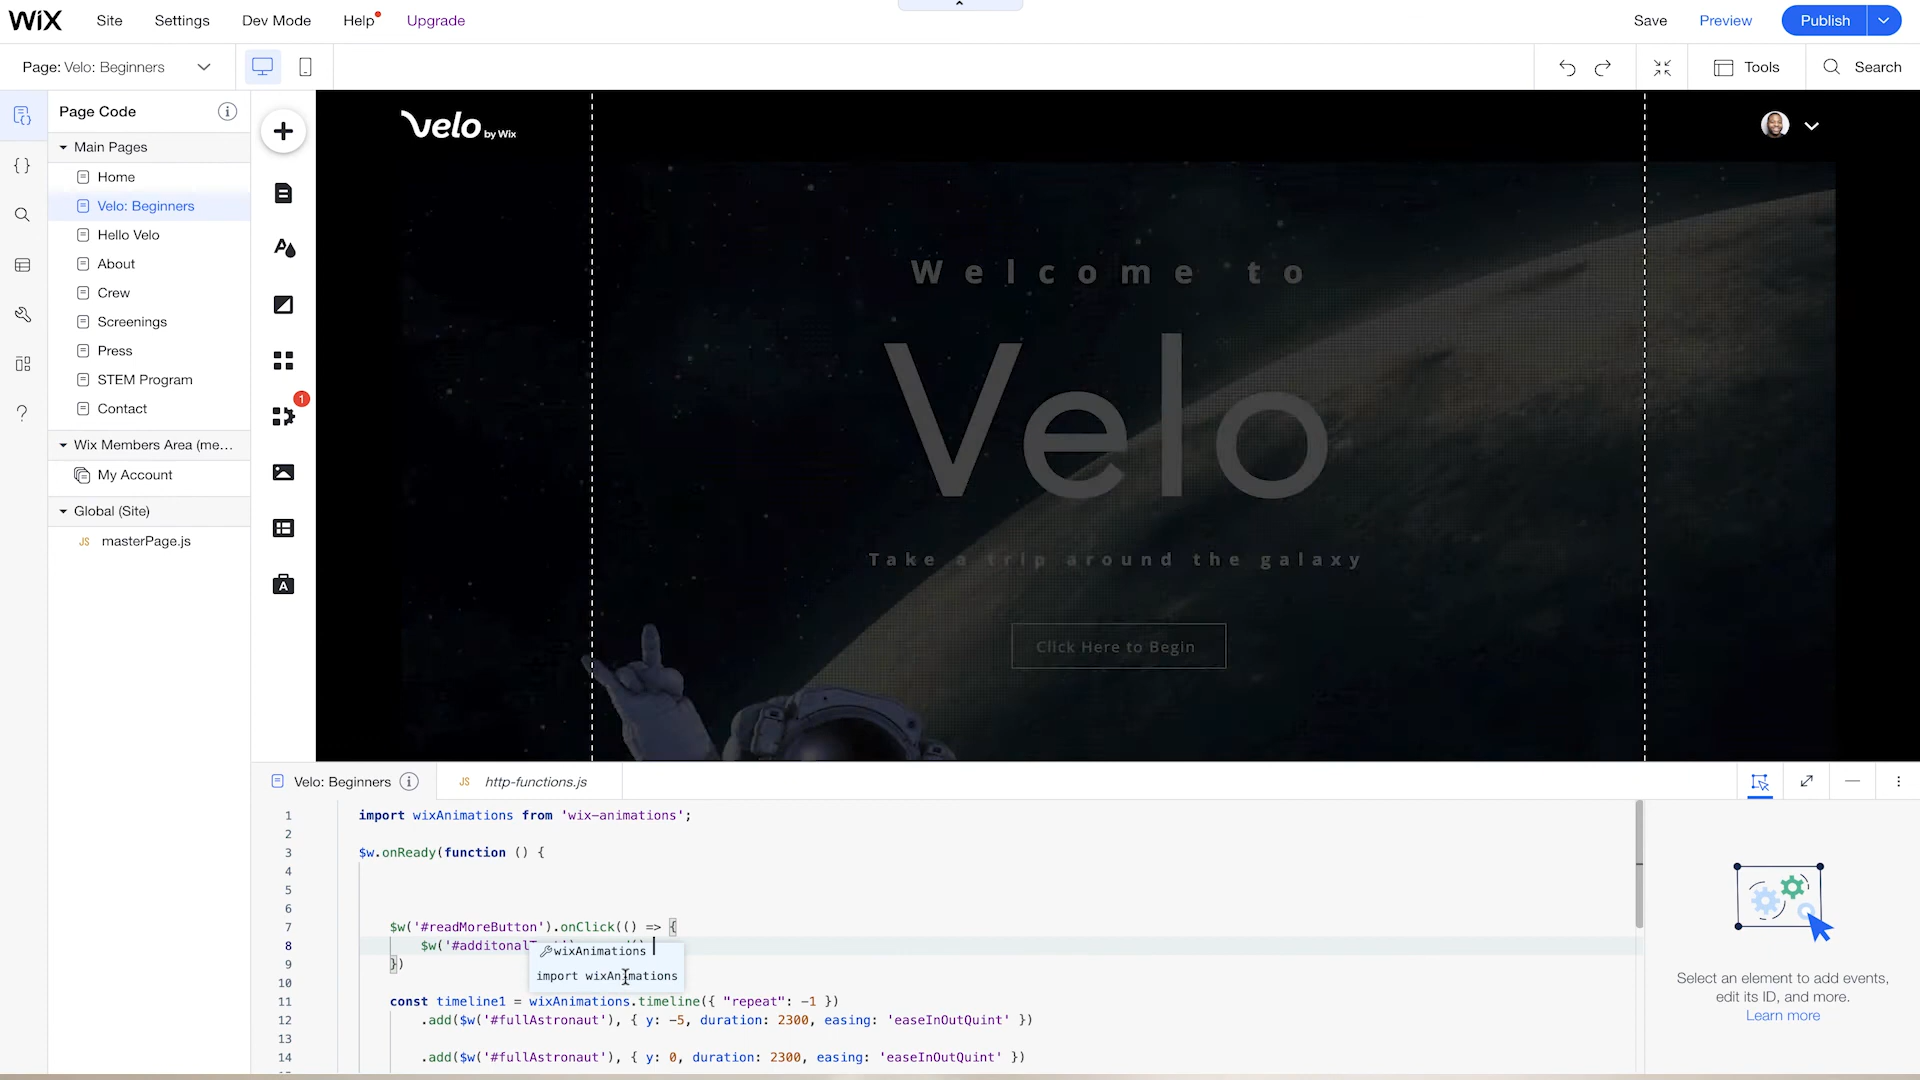 WiX Site Settings Dev Mode Help Upgrade Save Preview Publish
Page: Velo: Beginners Tools Search
Page Code
Main Pages
Home
Velo: Beginners
Hello Velo
About
Crew
Screenings
Press
STEM Program
Contact
Wix Members Area (me...
My Account
Global (Site)
JS masterPage.js
1
velo by Wix
Welcome to
Velo
Take a trip around the galaxy
Click Here to Begin
Velo: Beginners JS http-functions.js
1 import wixAnimations from 'wix-animations';
2
3 $w.onReady(function () {
4
5
6
7 $w('#readMoreButton').onClick(() => {
8 $w('#additonal
wixAnimations
9 })
import wixAnimations
10
11 const timeline1 = wixAnimations.timeline({ "repeat": -1 })
12 .add($w('#fullAstronaut'), { y: -5, duration: 2300, easing: 'easeInOutQuint' })
13
14 .add($w('#fullAstronaut'), { y: 0, duration: 2300, easing: 'easeInOutQuint' })
Select an element to add events,
edit its ID, and more.
Learn more